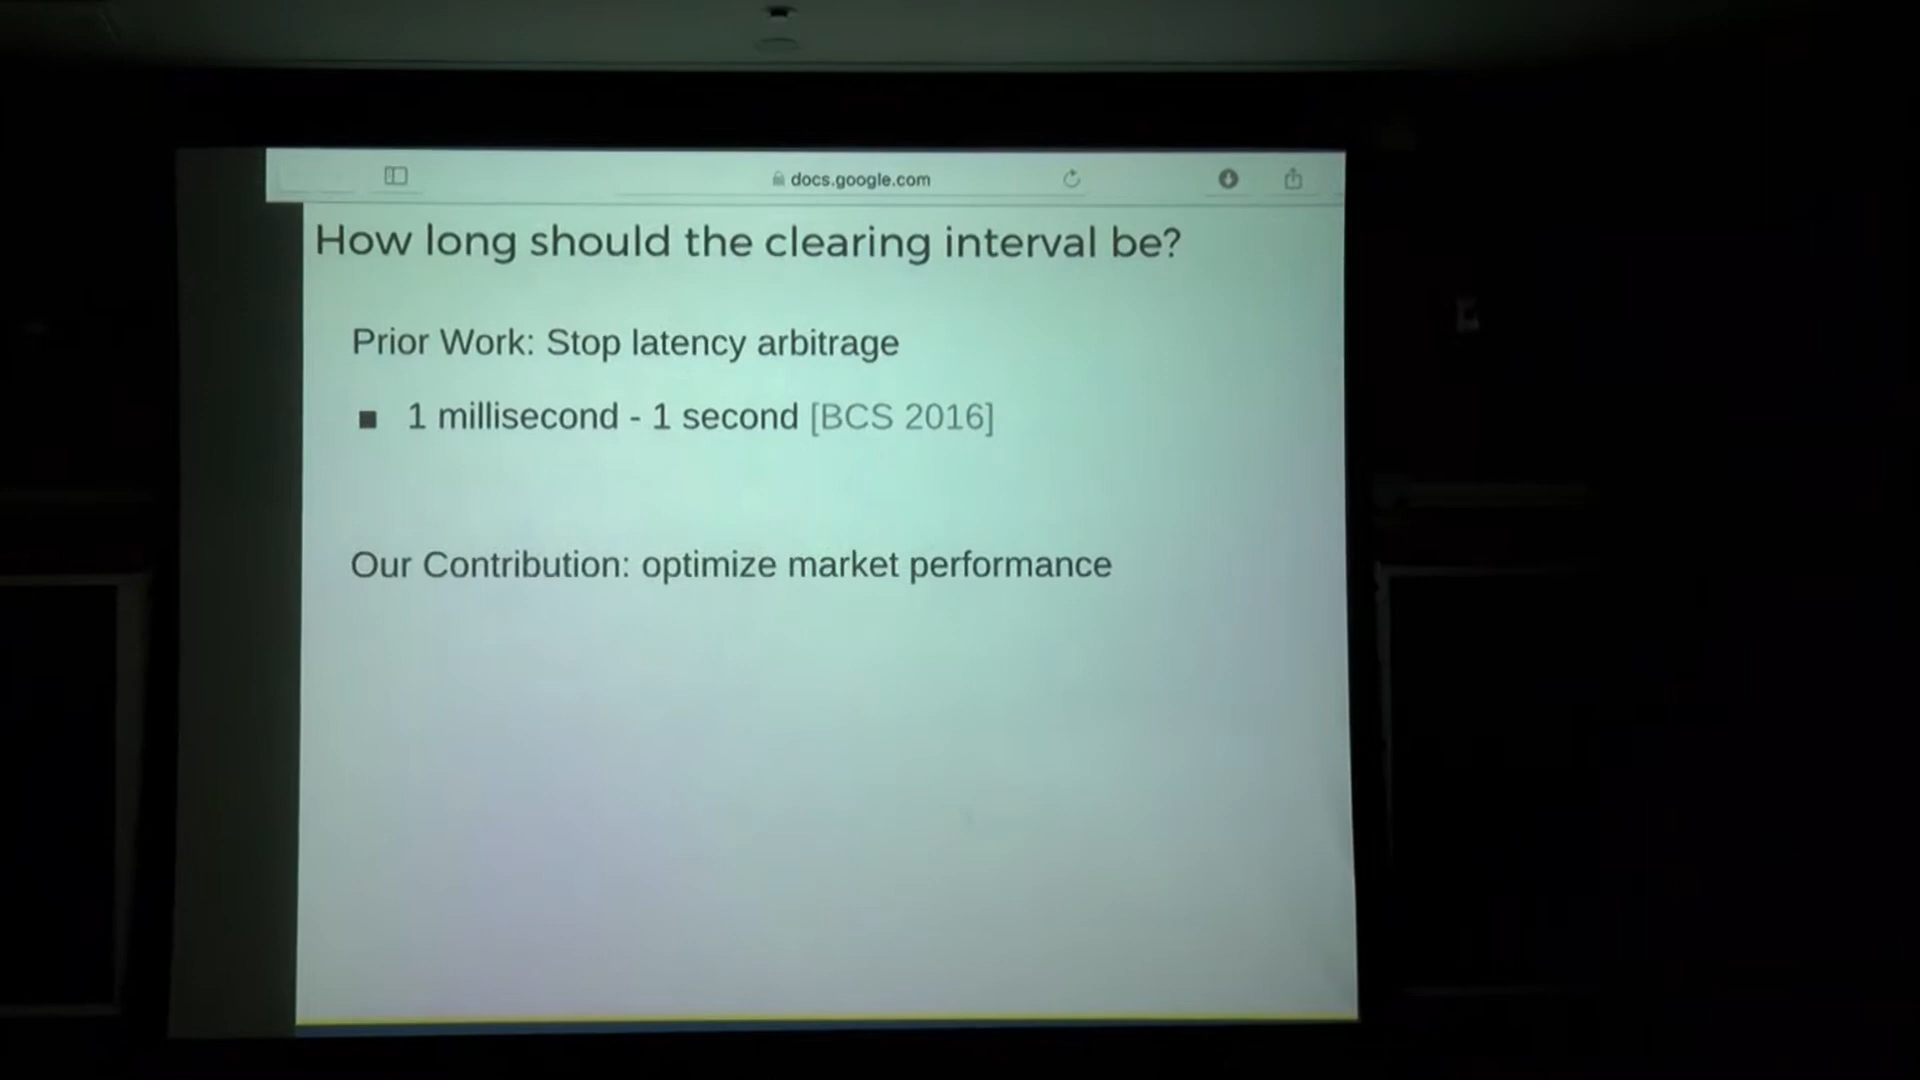 docs.google.com
How long should the clearing interval be?
Prior Work: Stop latency arbitrage
■ 1 millisecond - 1 second [BCS 2016]
Our Contribution: optimize market performance